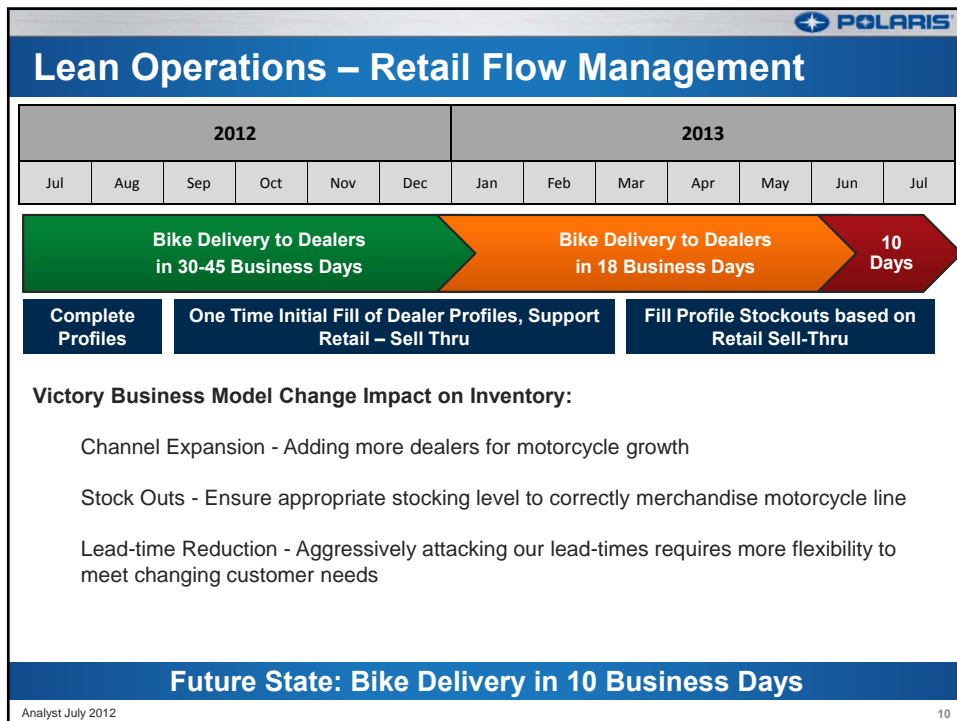 POLARIS
Lean Operations – Retail Flow Management
2012 2013
Jul Aug Sep Oct Nov Dec Jan Feb Mar Apr May Jun Jul
Bike Delivery to Dealers
in 30-45 Business Days
Bike Delivery to Dealers
in 18 Business Days
10
Days
Complete
Profiles
One Time Initial Fill of Dealer Profiles, Support
Retail – Sell Thru
Fill Profile Stockouts based on
Retail Sell-Thru
Victory Business Model Change Impact on Inventory:
Channel Expansion - Adding more dealers for motorcycle growth
Stock Outs - Ensure appropriate stocking level to correctly merchandise motorcycle line
Lead-time Reduction - Aggressively attacking our lead-times requires more flexibility to
meet changing customer needs
Future State: Bike Delivery in 10 Business Days
Analyst July 2012
10